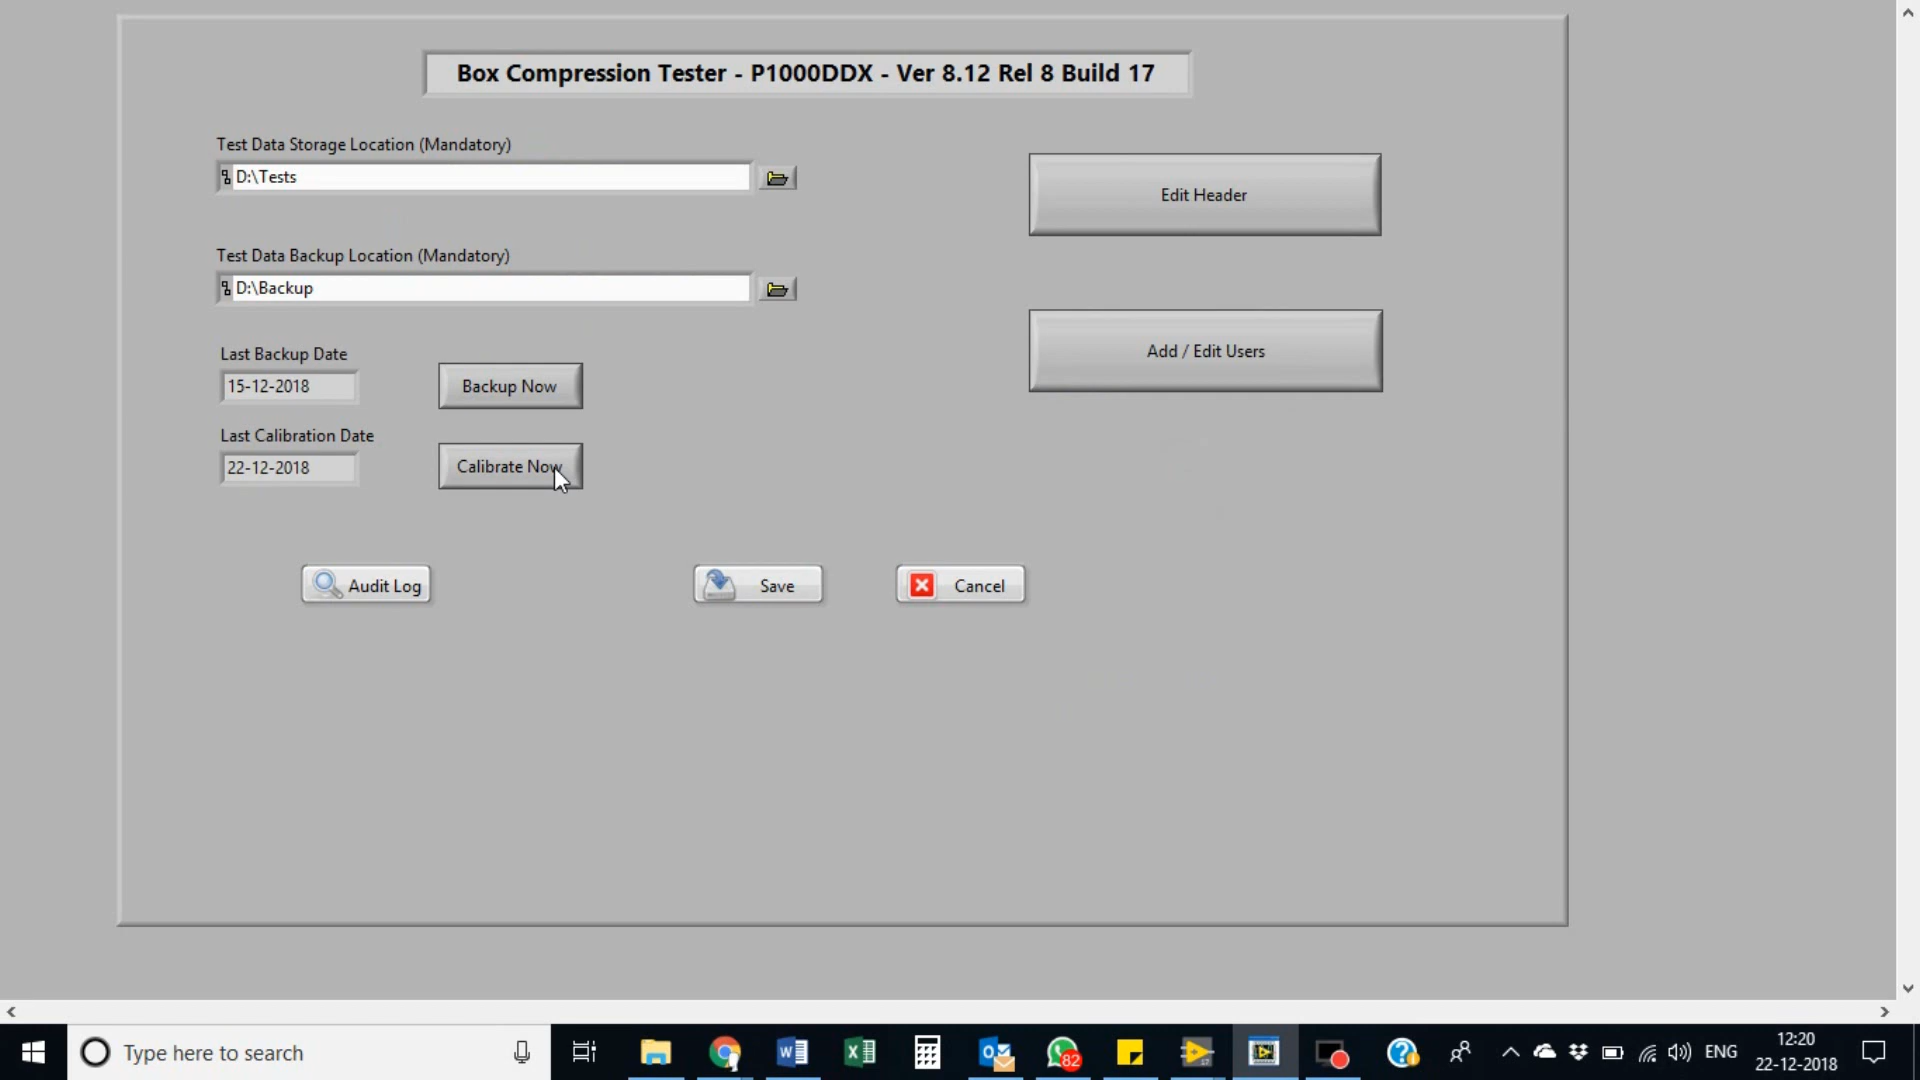 Box Compression Tester - P1000DDX - Ver 8.12 Rel 8 Build 17
Test Data Storage Location (Mandatory)
D:\Tests
Edit Header
Test Data Backup Location (Mandatory)
D:\Backup
Add / Edit Users
Last Backup Date
15-12-2018
Backup Now
Last Calibration Date
22-12-2018
Calibrate Now
Audit Log
Save
Cancel
Type here to search
82
ENG
12:20
22-12-2018